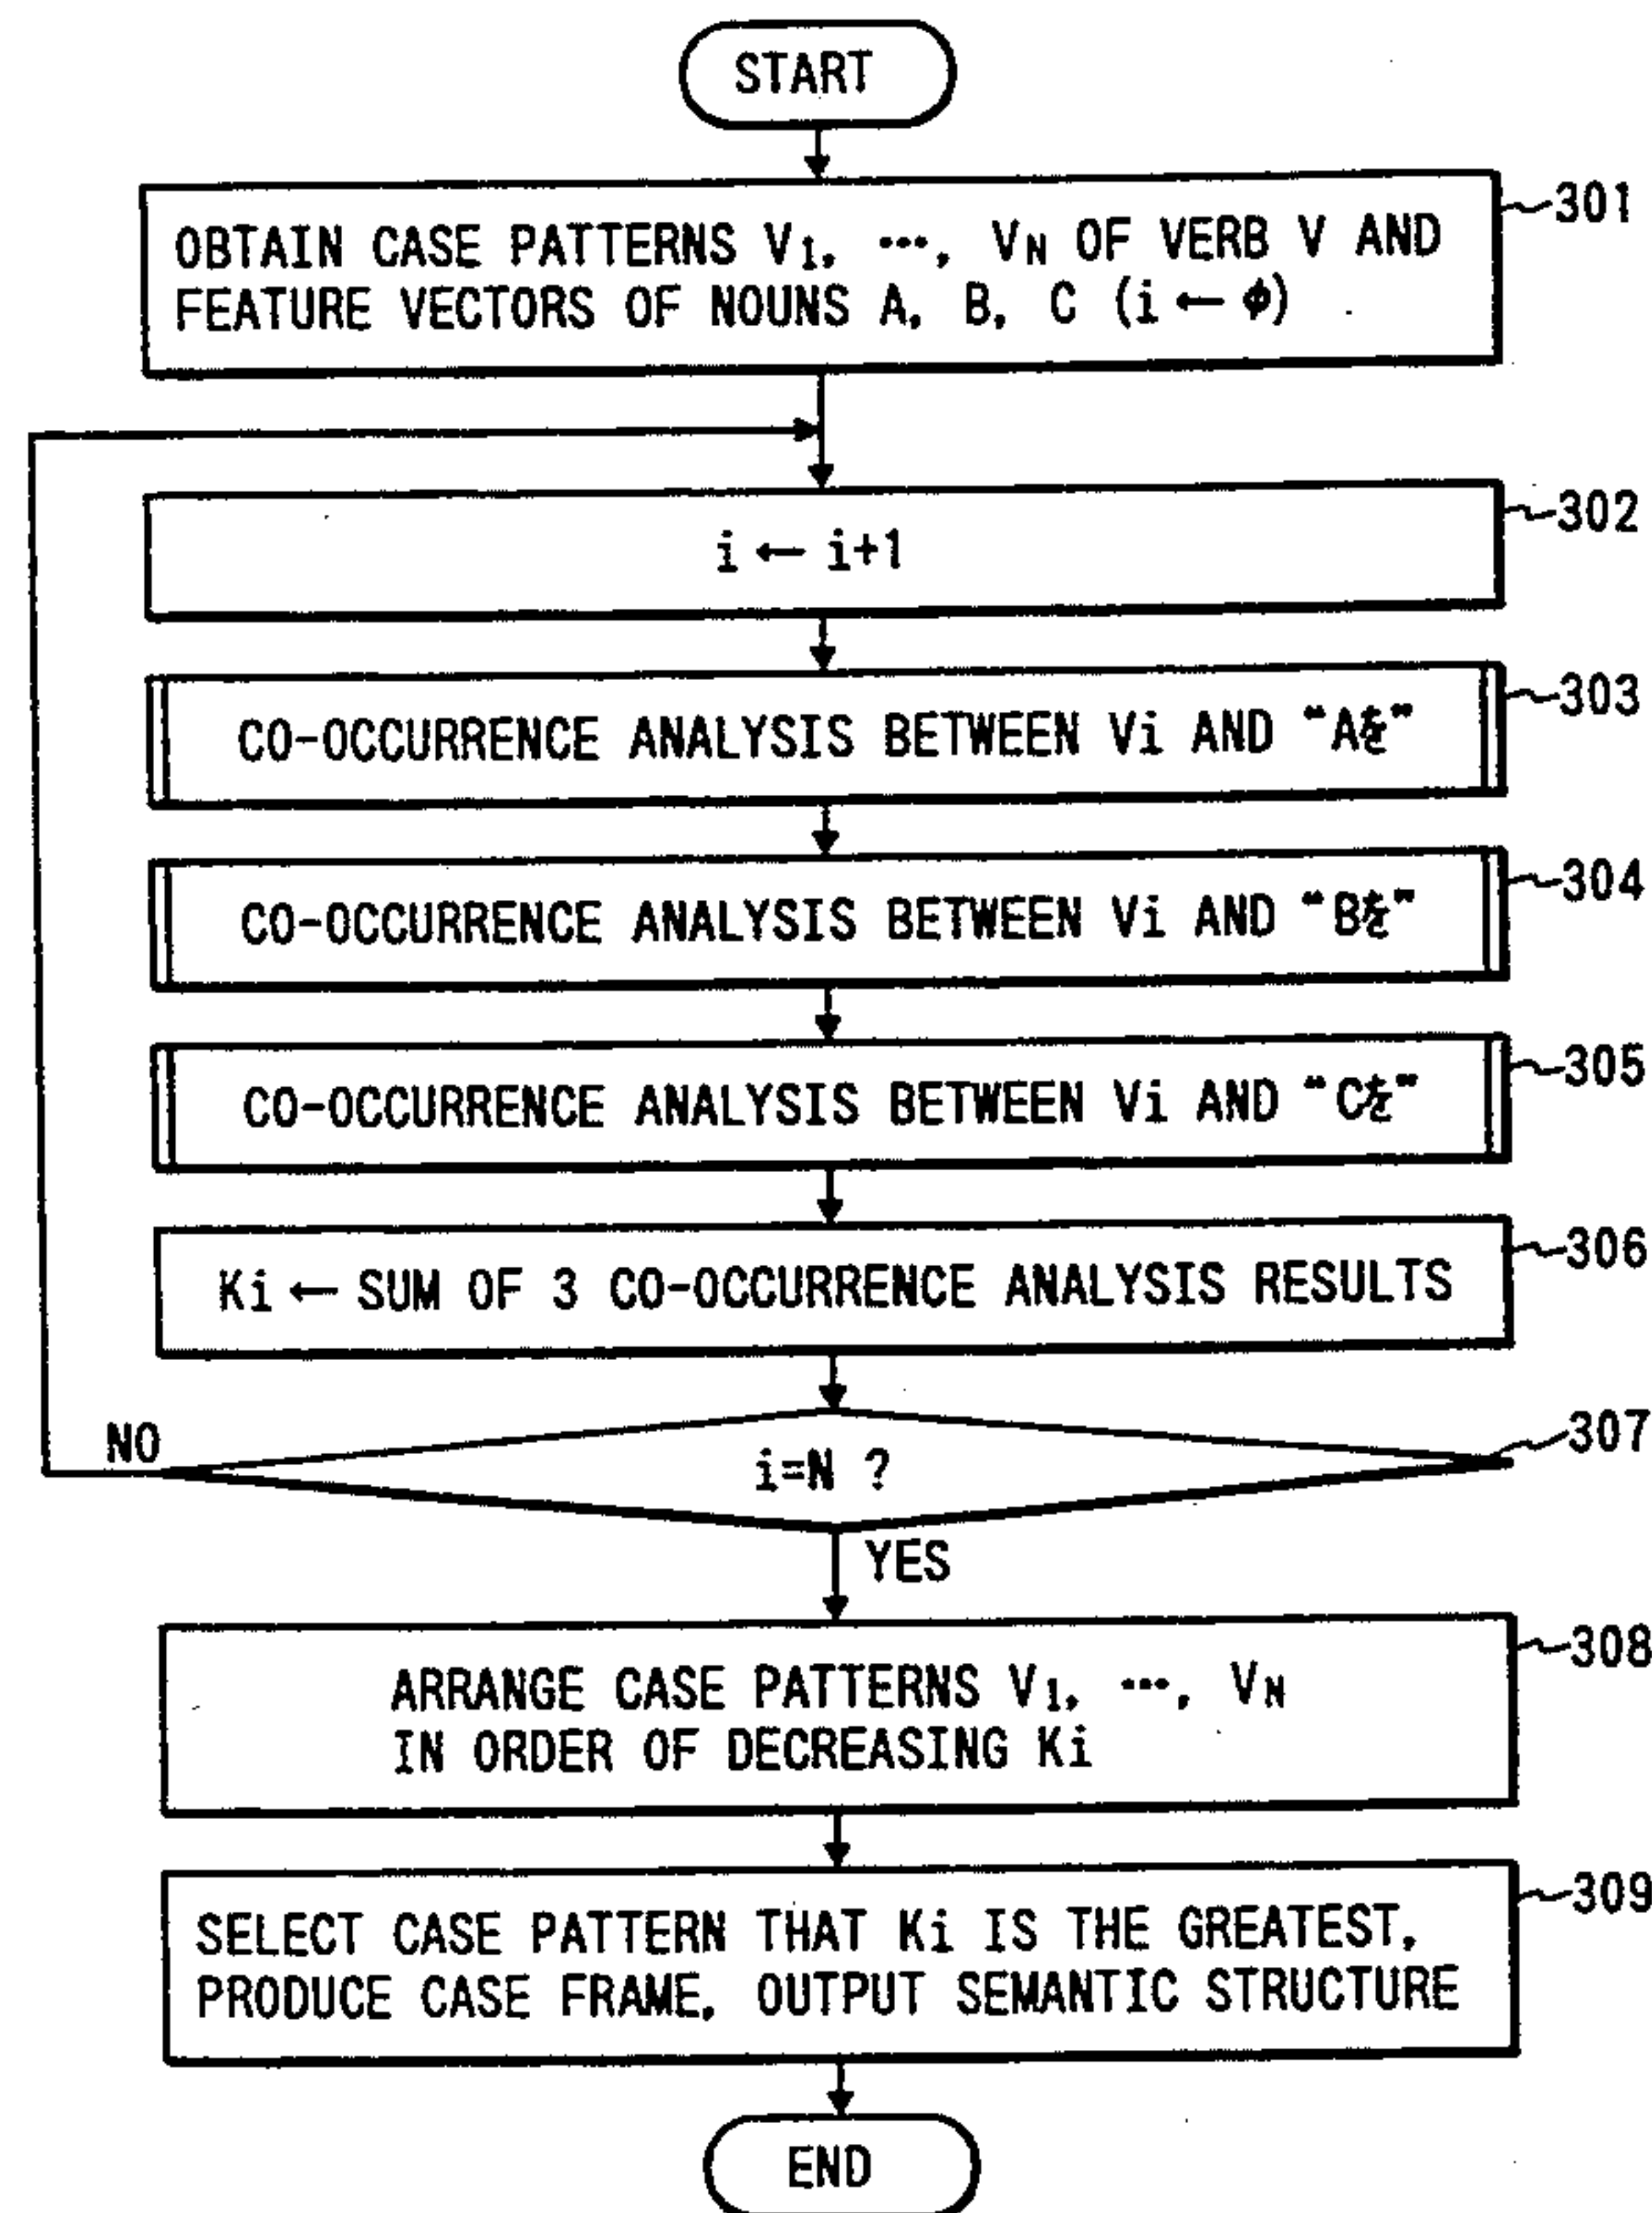 START
301
OBTAIN CASE PATTERNS V1, ···, VN OF VERB V AND
FEATURE VECTORS OF NOUNS A, B, C (i ← φ)
302
i ← i+1
303
CO-OCCURRENCE ANALYSIS BETWEEN Vi AND "Aを"
304
CO-OCCURRENCE ANALYSIS BETWEEN Vi AND "Bを"
305
CO-OCCURRENCE ANALYSIS BETWEEN Vi AND "Cを"
306
Ki ← SUM OF 3 CO-OCCURRENCE ANALYSIS RESULTS
307
NO
i=N ?
YES
308
ARRANGE CASE PATTERNS V1, ···, VN
IN ORDER OF DECREASING Ki
309
SELECT CASE PATTERN THAT Ki IS THE GREATEST,
PRODUCE CASE FRAME, OUTPUT SEMANTIC STRUCTURE
END